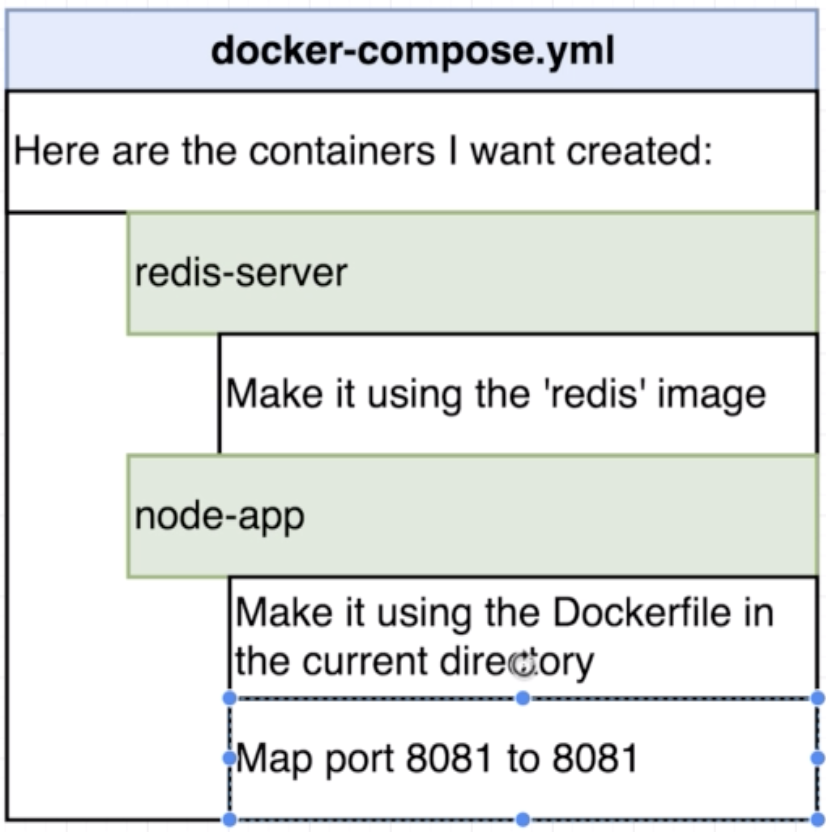 docker-compose.yml
Here are the containers I want created:
redis-server
Make it using the 'redis' image
node-app
Make it using the Dockerfile in
the current directory
Map port 8081 to 8081